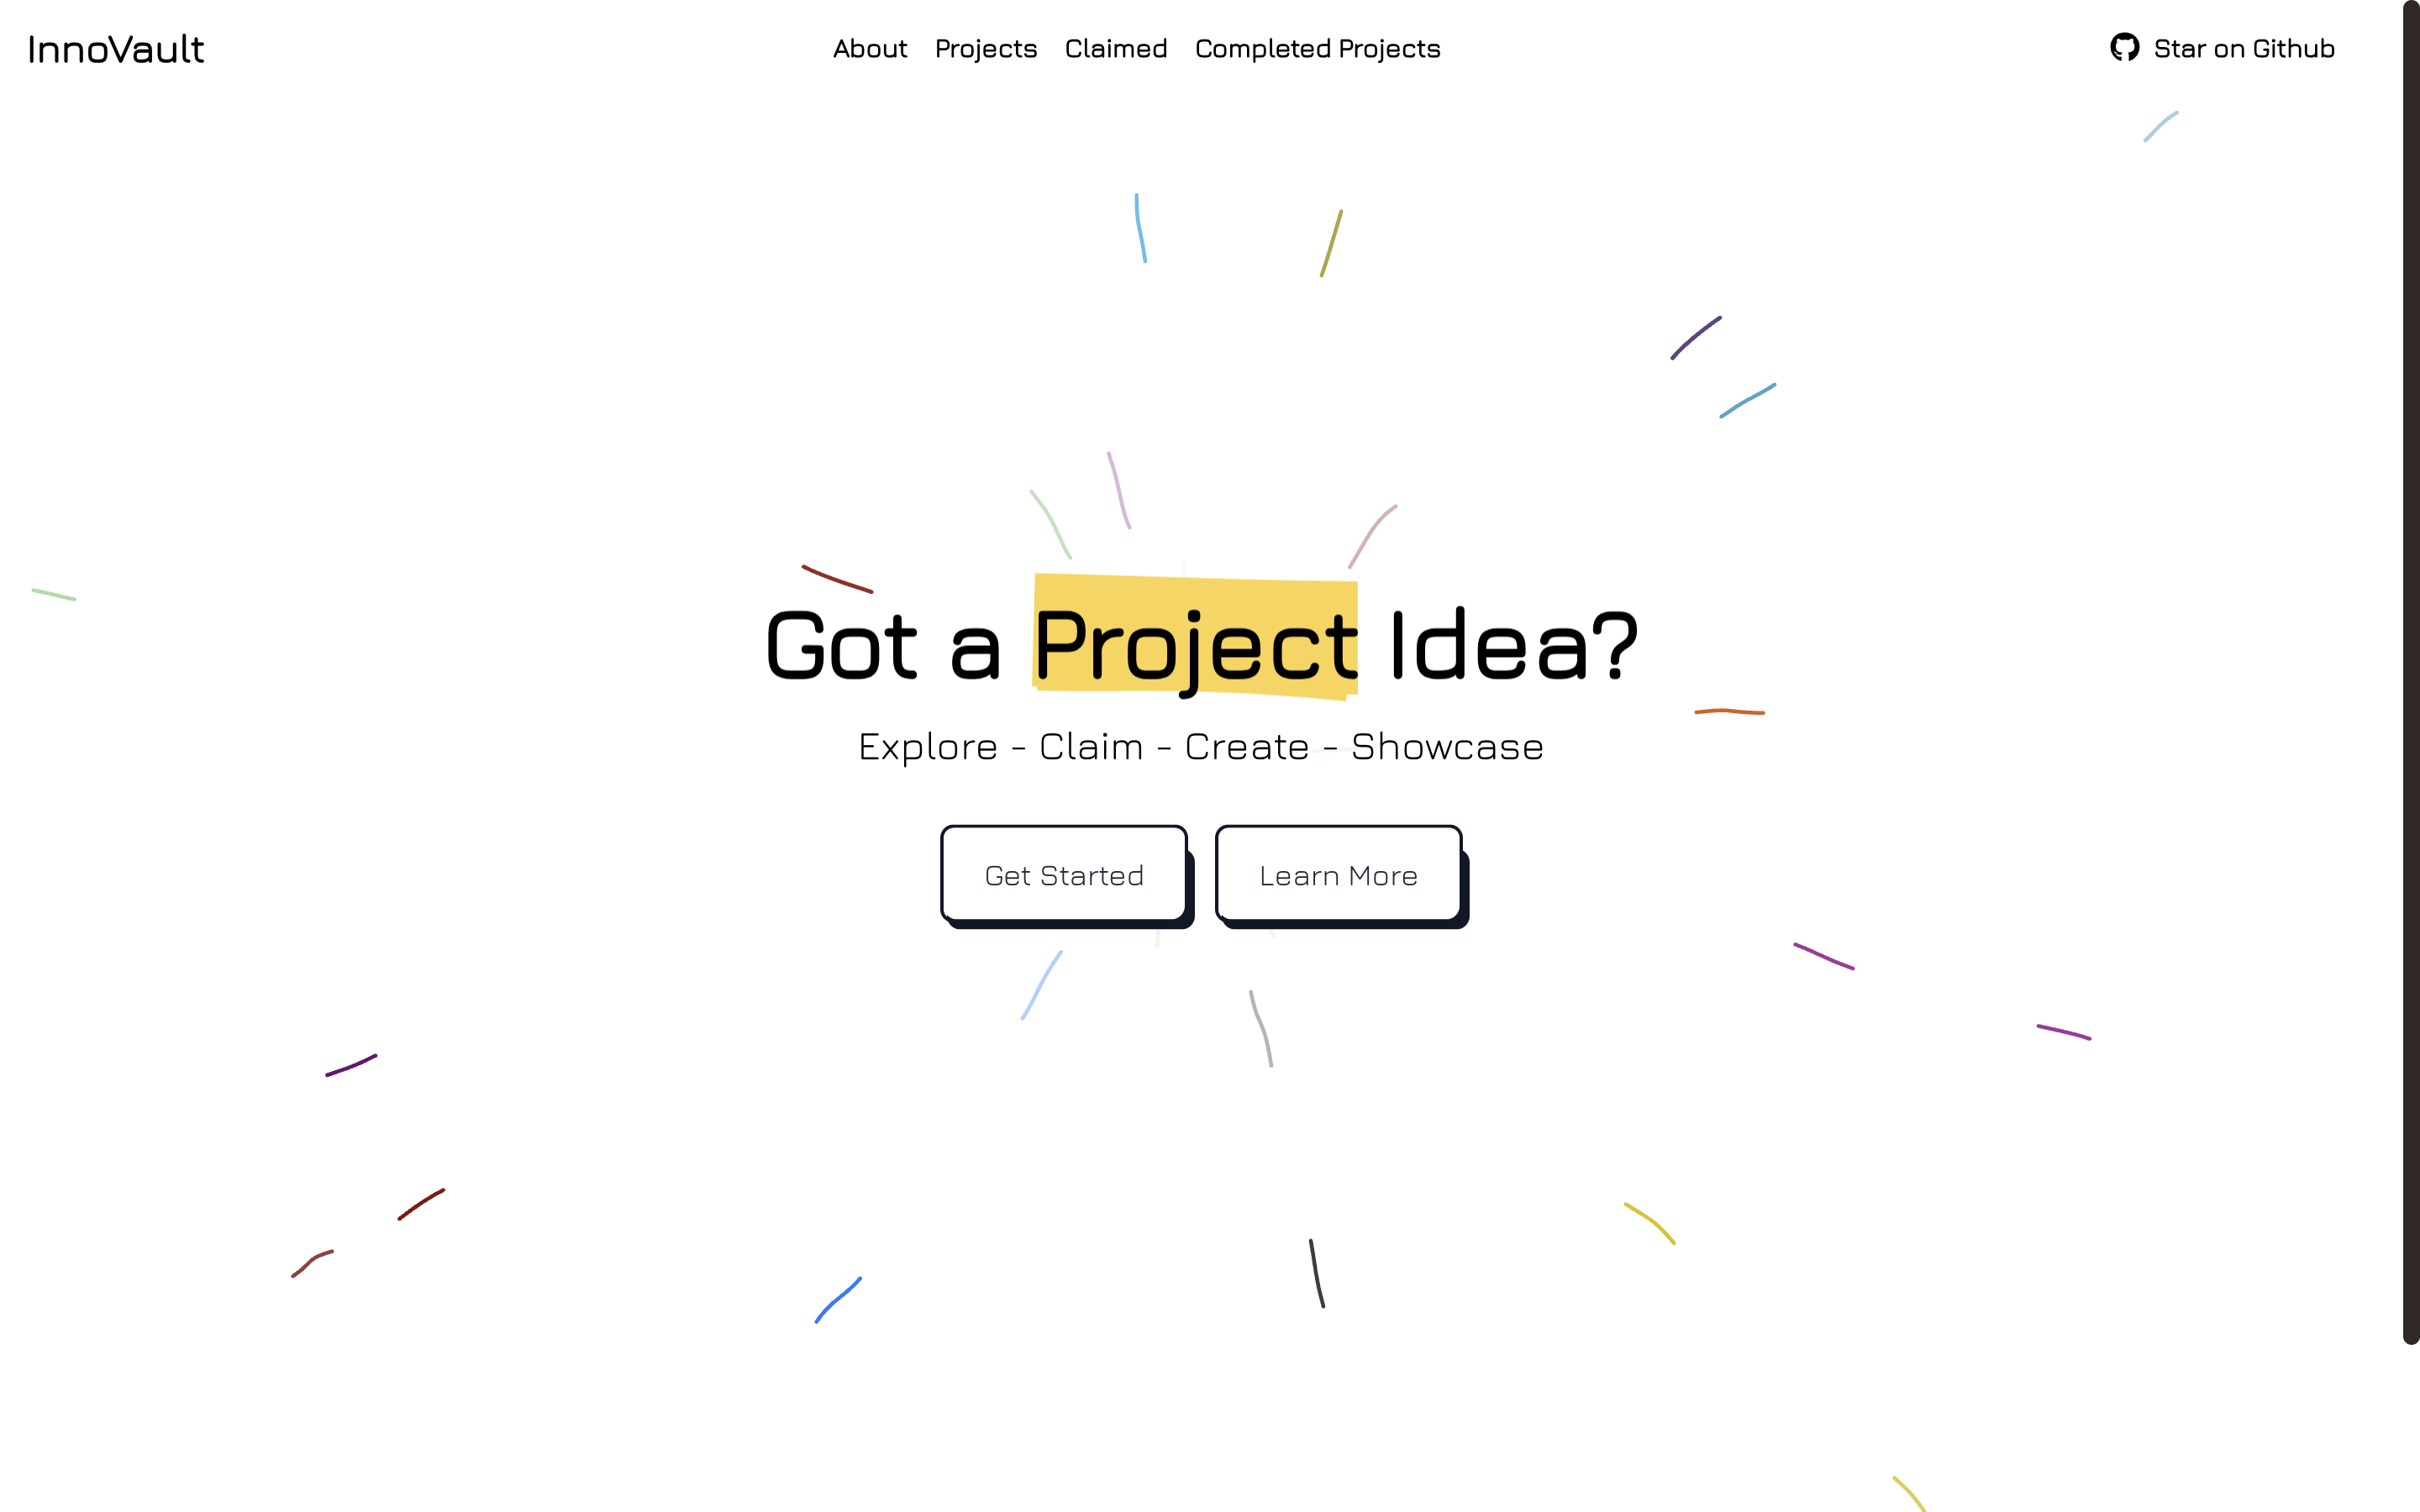 InnoVault
About Projects Claimed Completed Projects
Star on Github
Got a Project Idea?
Explore - Claim - Create - Showcase
Get Started
Learn More